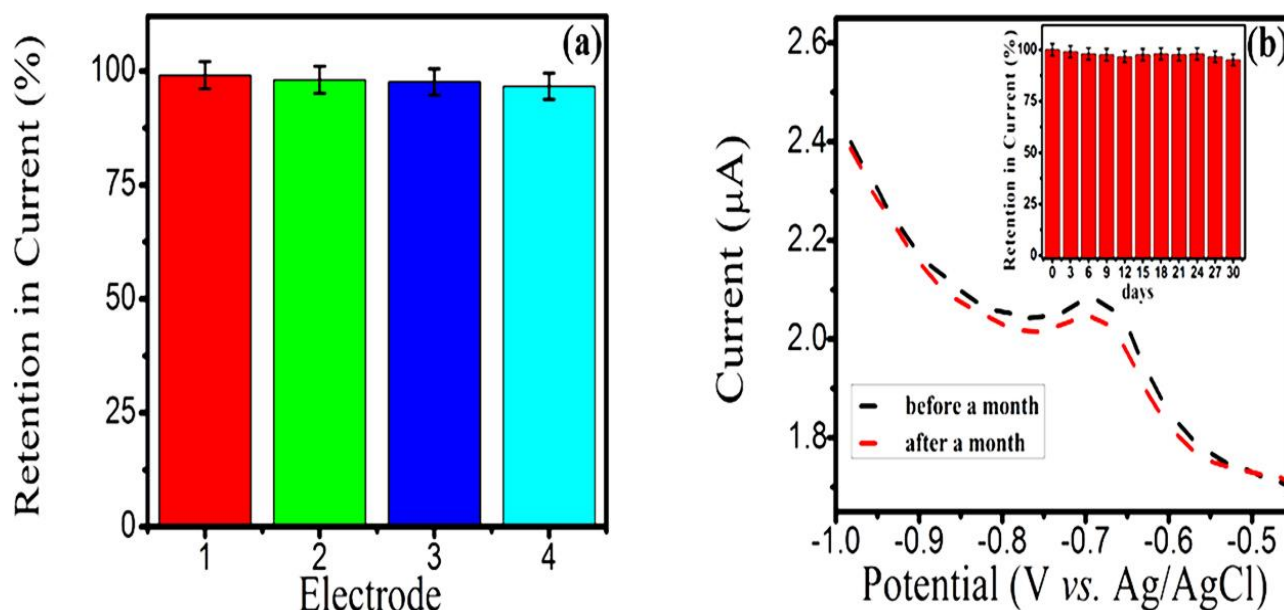 (a)
Retention in Current (%)
100
75
50
25
0
1 2 3 4
Electrode
(b)
Current (µA)
2.6
2.4
2.2
2.0
1.8
-1.0 -0.9 -0.8 -0.7 -0.6 -0.5
Potential (V vs. Ag/AgCl)
before a month
after a month
Retention in Current (%)
100
75
50
25
0
0 3 6 9 12 15 18 21 24 27 30
days